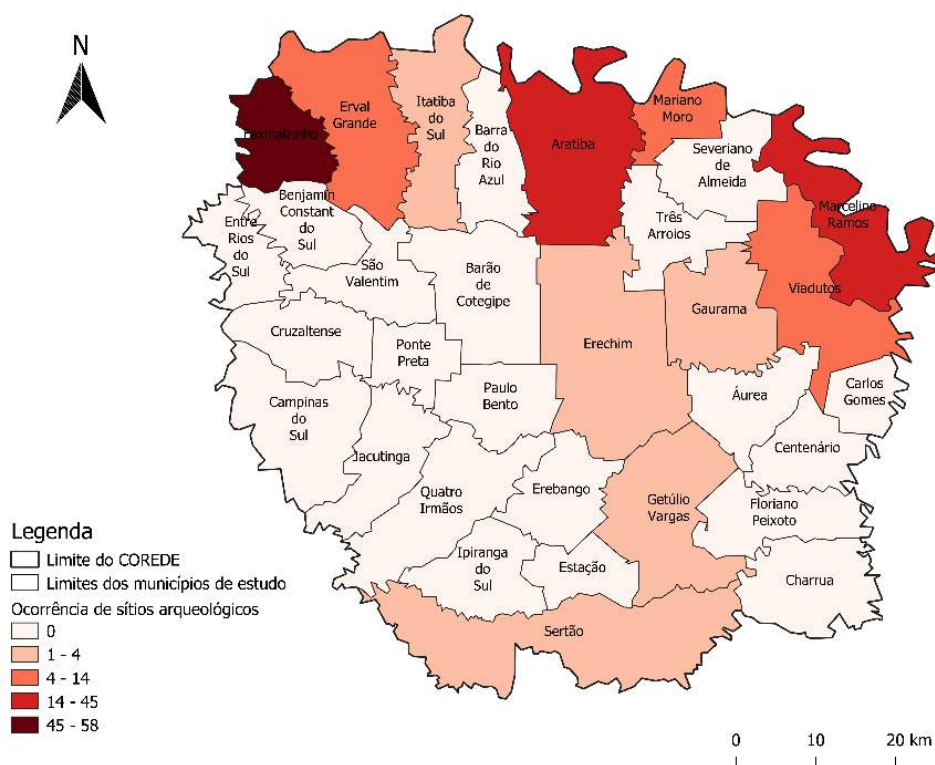 N
Erval
Grande
Itatiba
do
Sul
Barra
do Rio
Azul
Aratiba
Mariano
Moro
Severiano
de
Almeida
Faxinalzinho
Benjamin
Constant
do
Sul
Entre
Rios do
Sul
São
Valentim
Barão
de
Cotegipe
Três
Arroios
Marcelino
Ramos
Viadutos
Gaurama
Erechim
Cruzaltense
Ponte
Preta
Campinas
do
Sul
Paulo
Bento
Áurea
Carlos
Gomes
Centenário
Jacutinga
Quatro
Irmãos
Erebango
Getúlio
Vargas
Floriano
Peixoto
Ipiranga
do
Sul
Estação
Charrua
Sertão
Legenda
Limite do COREDE
Limites dos municípios de estudo
Ocorrência de sítios arqueológicos
0
1 - 4
4 - 14
14 - 45
45 - 58
0 10 20 km